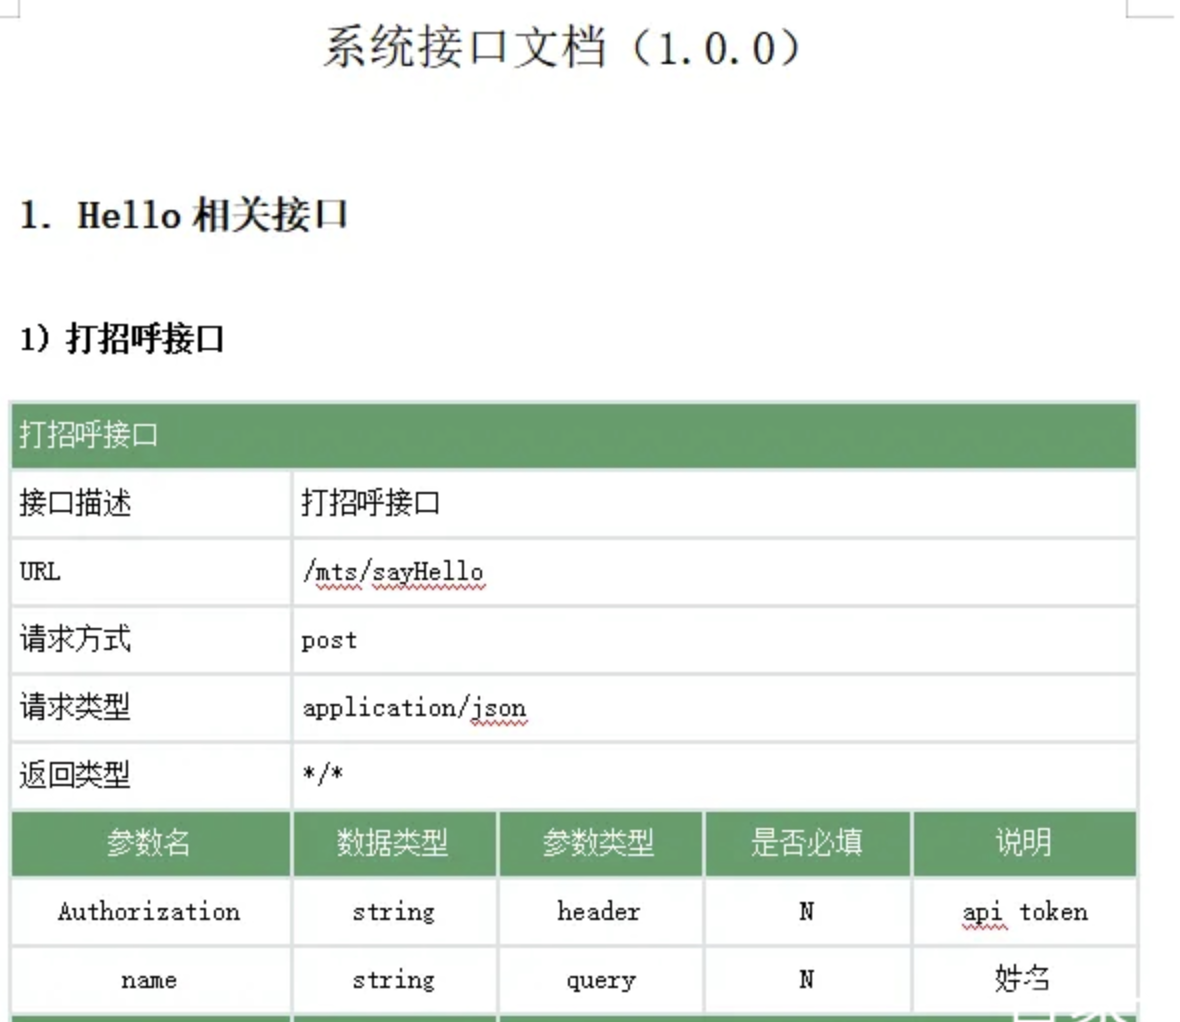 系统接口文档（1.0.0）
1. Hello 相关接口
1) 打招呼接口
打招呼接口
接口描述 打招呼接口
URL /mts/sayHello
请求方式 post
请求类型 application/json
返回类型 */*
参数名 数据类型 参数类型 是否必填 说明
Authorization string header N api token
name string query N 姓名